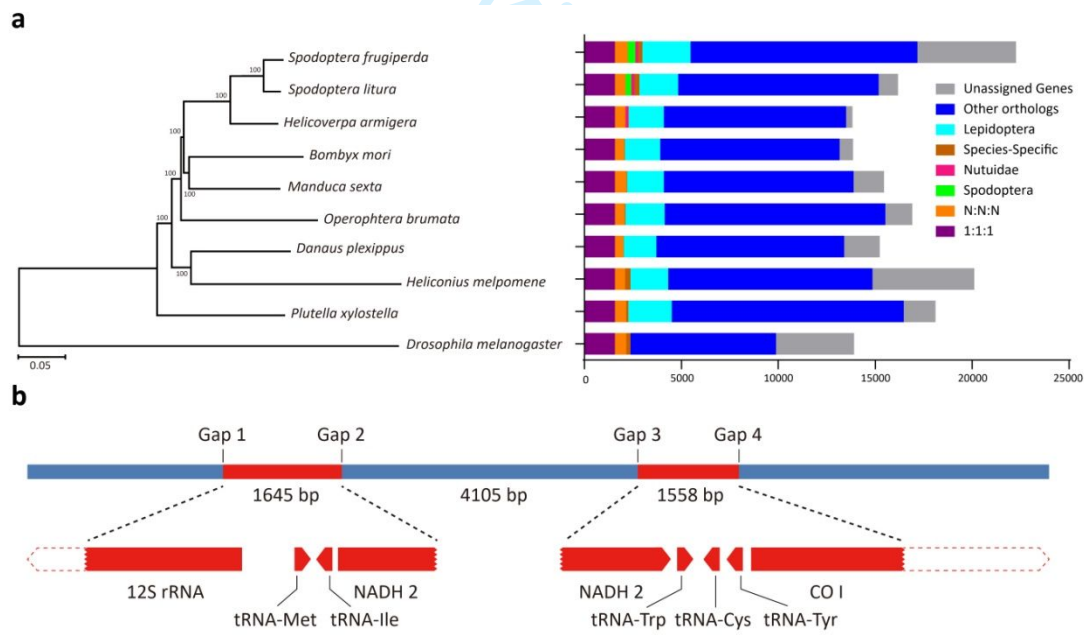 a
Spodoptera frugiperda
Spodoptera litura
Helicoverpa armigera
Bombyx mori
Manduca sexta
Operophtera brumata
Danaus plexippus
Heliconius melpomene
Plutella xylostella
Drosophila melanogaster
100
100
100
100
100
100
100
100
0.05
Unassigned Genes
Other orthologs
Lepidoptera
Species-Specific
Nutuidae
Spodoptera
N:N:N
1:1:1
0 5000 10000 15000 20000 25000
b
Gap 1 Gap 2 Gap 3 Gap 4
1645 bp 4105 bp 1558 bp
12S rRNA NADH 2 NADH 2 CO I
tRNA-Met tRNA-Ile tRNA-Trp tRNA-Cys tRNA-Tyr